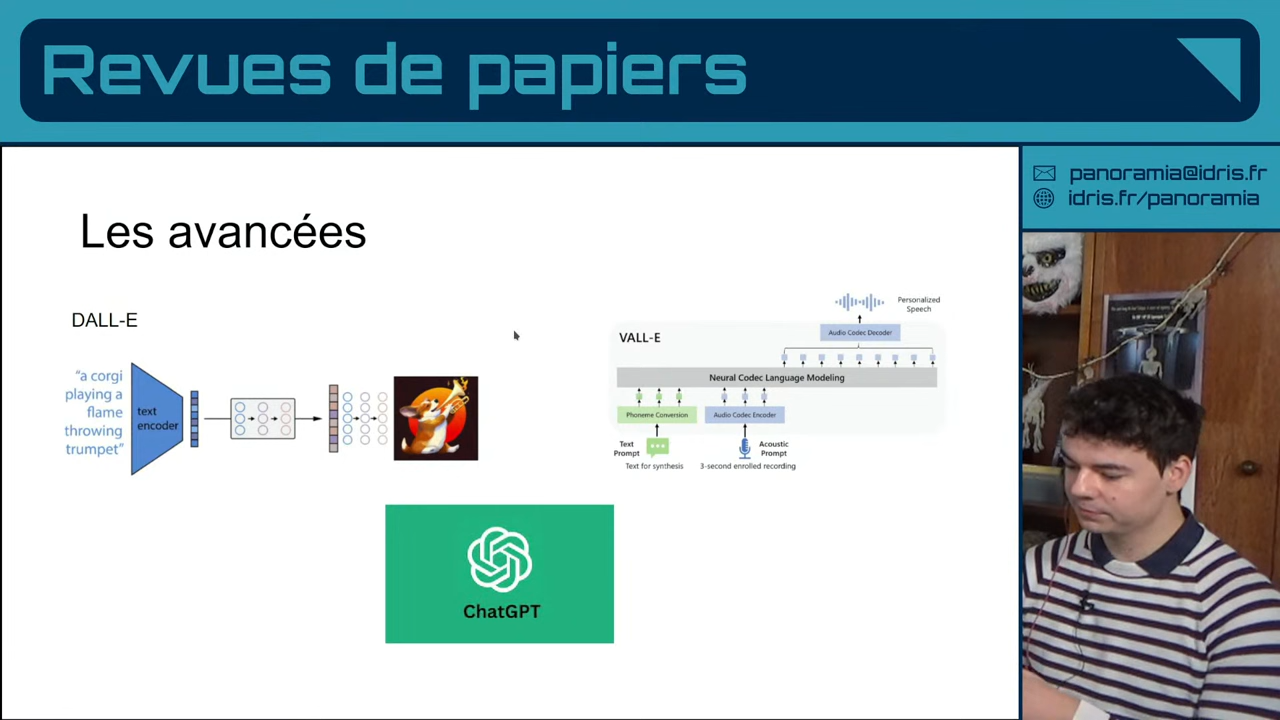 Revues de papiers
panoramia@idris.fr
idris.fr/panoramia
Les avancées
DALL-E
"a corgi
playing a
flame
throwing
trumpet"
text
encoder
VALL-E
Personalized
Speech
Audio Codec Decoder
Neural Codec Language Modeling
Phoneme Conversion
Audio Codec Encoder
Text
Prompt
Acoustic
Prompt
Text for synthesis
3-second enrolled recording
ChatGPT